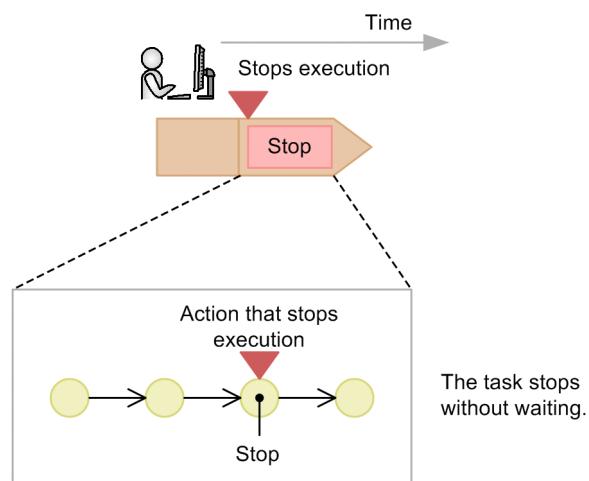 Time
Stops execution
Stop
Action that stops
execution
The task stops
without waiting.
Stop